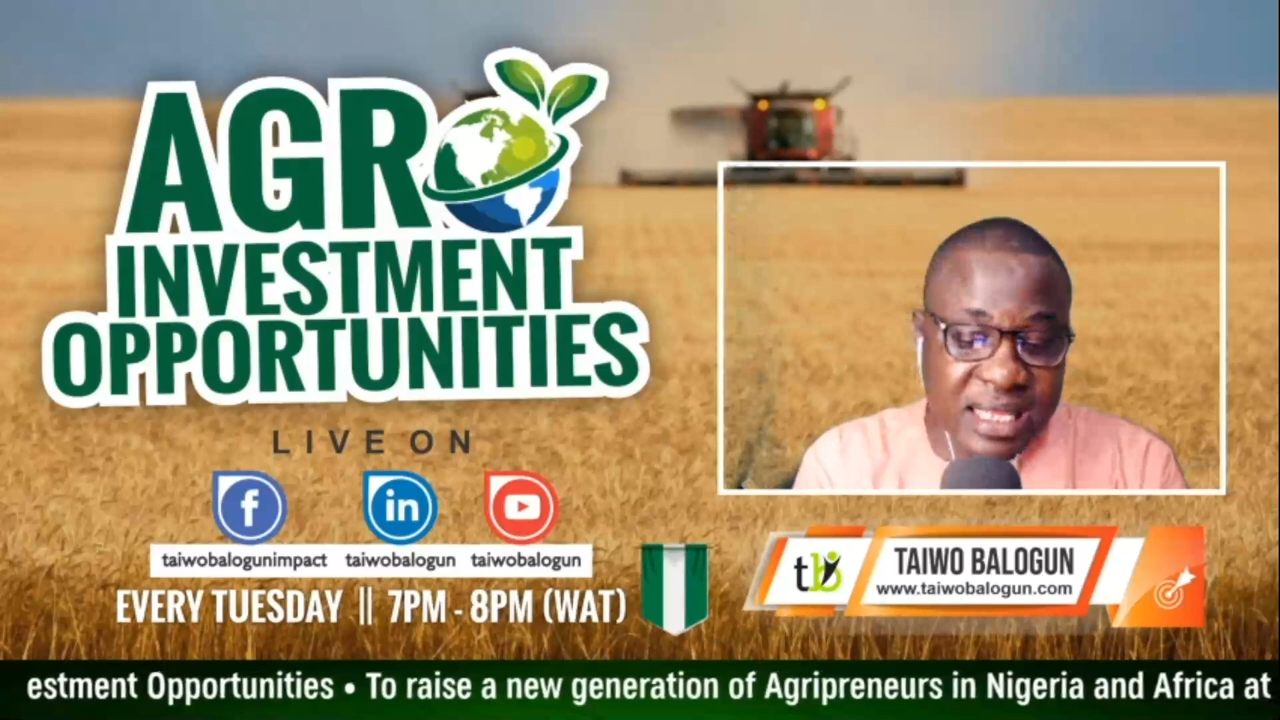 AGRO
INVESTMENT
OPPORTUNITIES
LIVE ON
taiwobalogunimpact taiwobalogun taiwobalogun
EVERY TUESDAY || 7PM - 8PM (WAT)
tb
TAIWO BALOGUN
www.taiwobalogun.com
estment Opportunities • To raise a new generation of Agripreneurs in Nigeria and Africa at